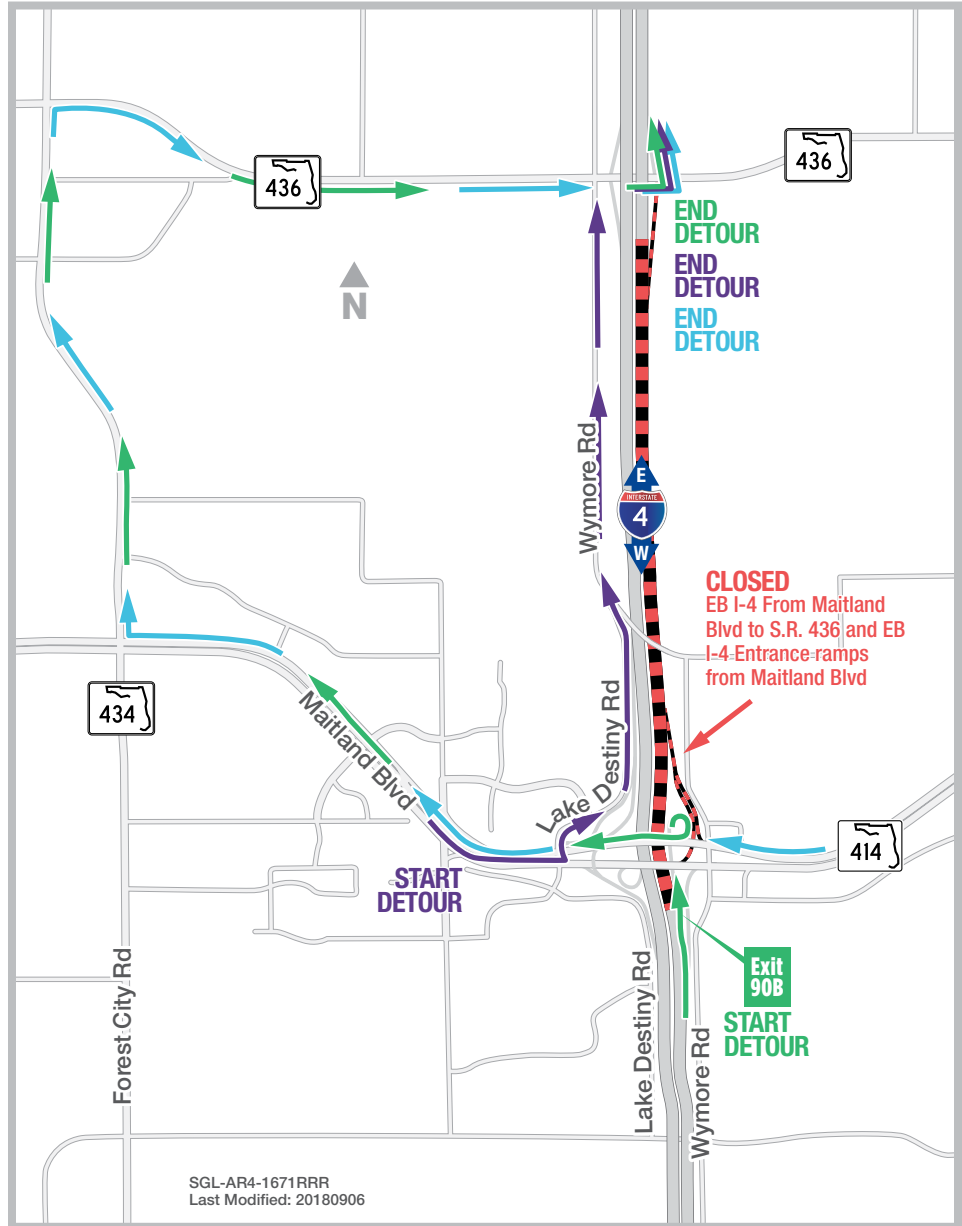 436
436
END
DETOUR
END
DETOUR
END
DETOUR
N
Wymore Rd
E
INTERSTATE
4
W
CLOSED
EB I-4 From Maitland
Blvd to S.R. 436 and EB
I-4 Entrance ramps
from Maitland Blvd
434
Maitland Blvd
Lake Destiny Rd
414
START
DETOUR
Exit
90B
START
DETOUR
Forest City Rd
Lake Destiny Rd
Wymore Rd
SGL-AR4-1671RRR
Last Modified: 20180906